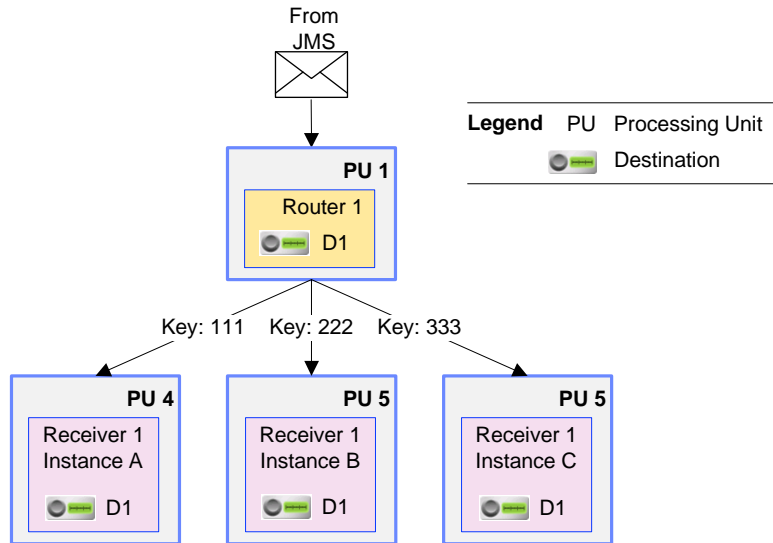 From
JMS
Legend PU Processing Unit
Destination
PU 1
Router 1
D1
Key: 111 Key: 222 Key: 333
PU 4
Receiver 1
Instance A
D1
PU 5
Receiver 1
Instance B
D1
PU 5
Receiver 1
Instance C
D1